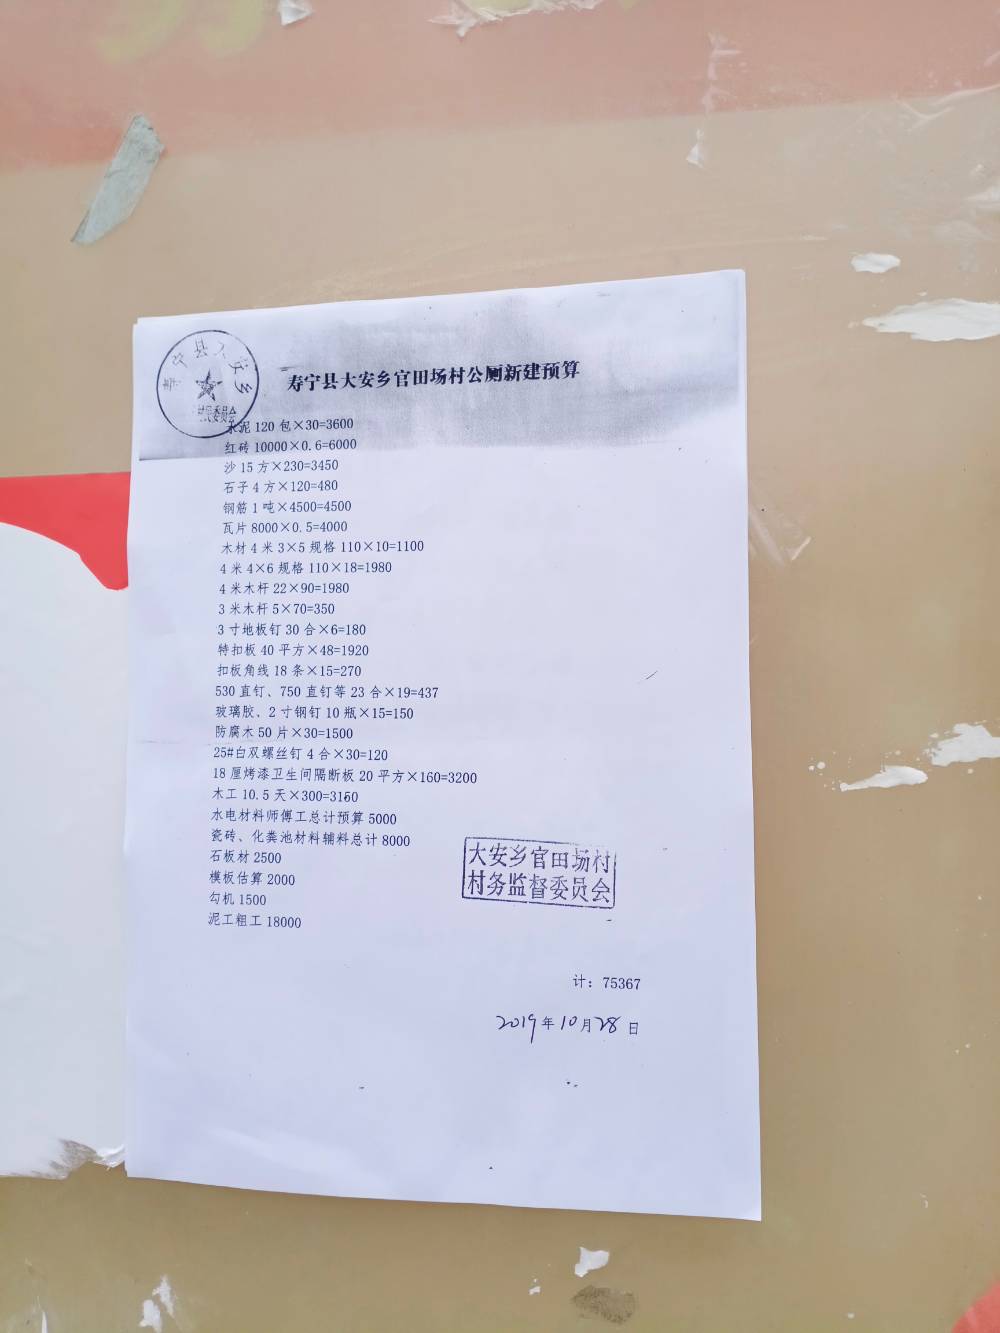 寿宁县大安乡
寿宁县大安乡官田场村公厕新建预算
水泥 120 包×30=3600
红砖 10000×0.6=6000
沙 15 方×230=3450
石子 4 方×120=480
钢筋 1 吨×4500=4500
瓦片 8000×0.5=4000
木材 4 米 3×5 规格 110×10=1100
4 米 4×6 规格 110×18=1980
4 米木杆 22×90=1980
3 米木杆 5×70=350
3 寸地板钉 30 合×6=180
特扣板 40 平方×48=1920
扣板角线 18 条×15=270
530 直钉、750 直钉等 23 合×19=437
玻璃胶、2 寸钢钉 10 瓶×15=150
防腐木 50 片×30=1500
25#白双螺丝钉 4 合×30=120
18 厘烤漆卫生间隔断板 20 平方×160=3200
木工 10.5 天×300=3150
水电材料师傅工总计预算 5000
瓷砖、化粪池材料辅料总计 8000
石板材 2500
模板估算 2000
勾机 1500
泥工粗工 18000
大安乡官田场村
村务监督委员会
计：75367
2019年10月28日